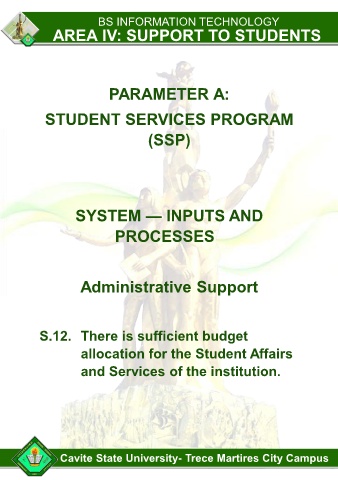 BS INFORMATION TECHNOLOGY
AREA IV: SUPPORT TO STUDENTS
PARAMETER A:
STUDENT SERVICES PROGRAM
(SSP)
SYSTEM — INPUTS AND
PROCESSES
Administrative Support
S.12. There is sufficient budget
allocation for the Student Affairs
and Services of the institution.
Cavite State University- Trece Martires City Campus